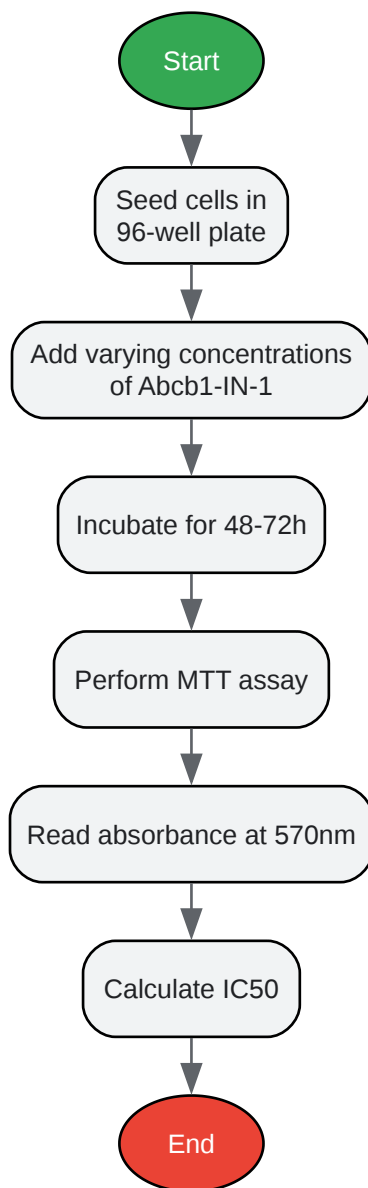 Start
Seed cells in
96-well plate
Add varying concentrations
of Abcb1-IN-1
Incubate for 48-72h
Perform MTT assay
Read absorbance at 570nm
Calculate IC50
End